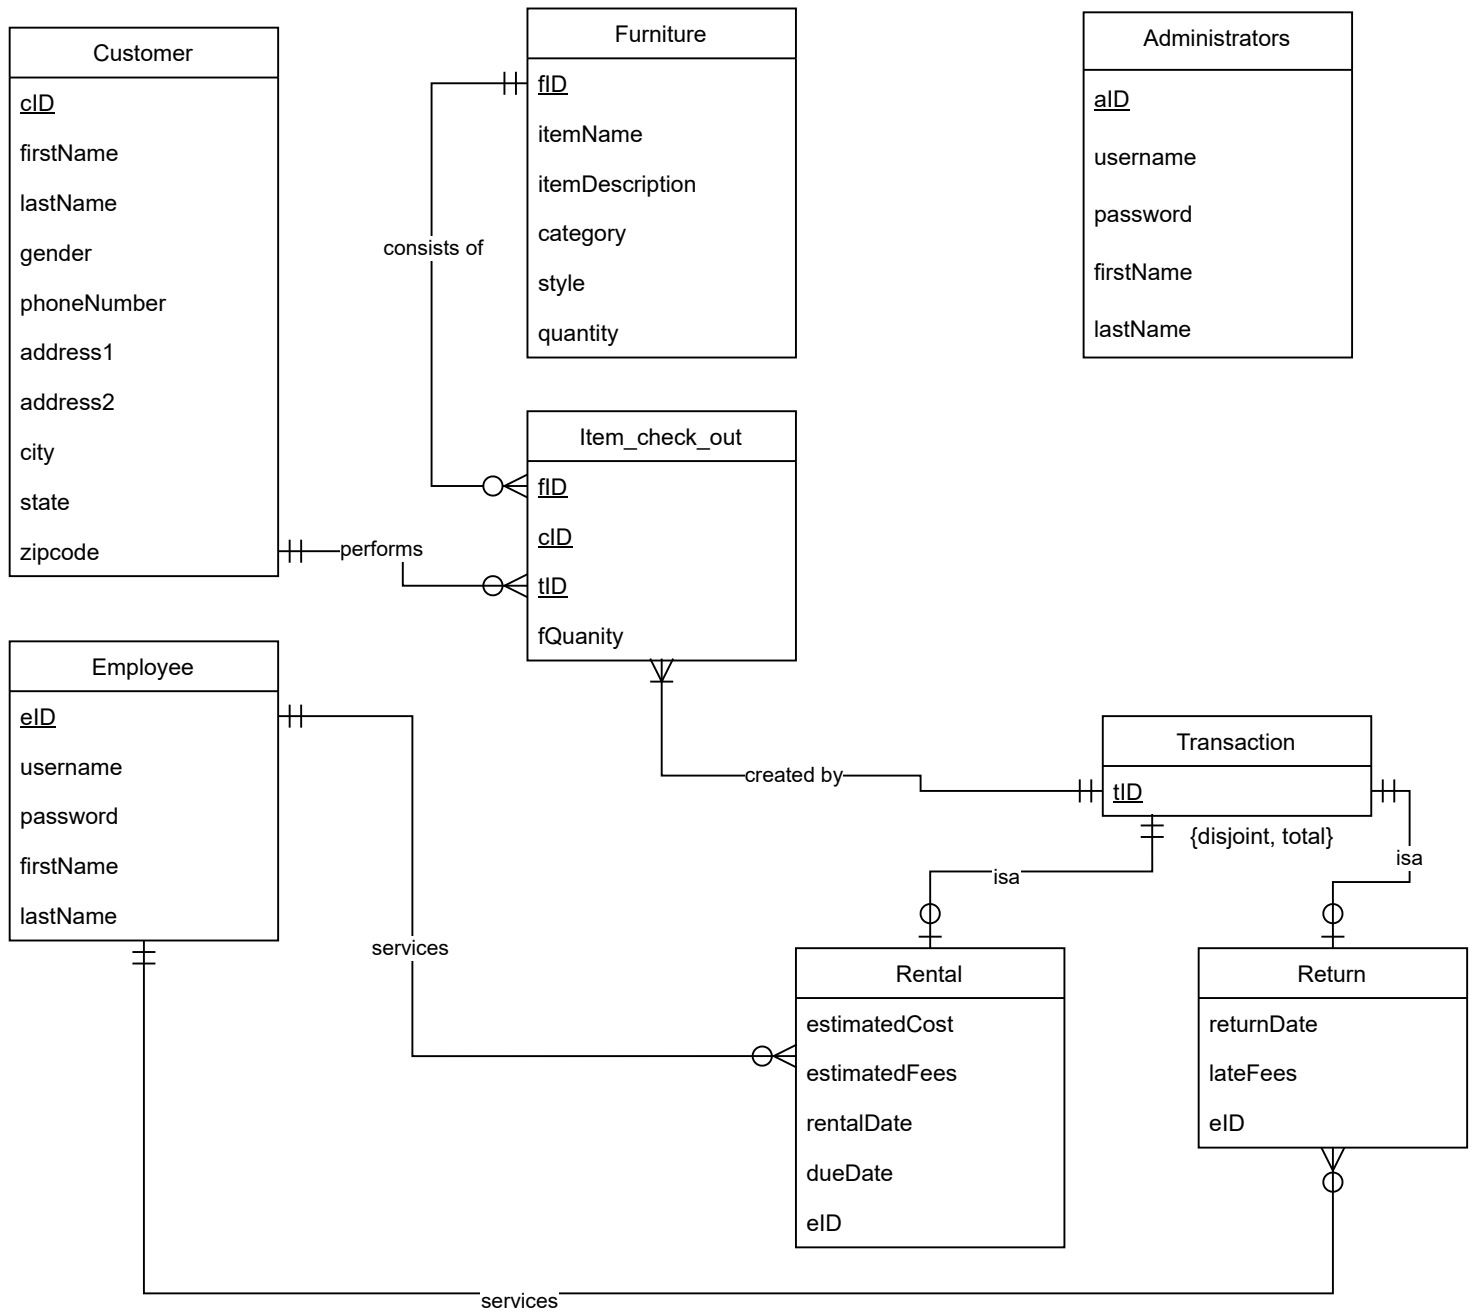 Customer
cID
firstName
lastName
gender
phoneNumber
address1
address2
city
state
zipcode
Furniture
fID
itemName
itemDescription
category
style
quantity
Administrators
aID
username
password
firstName
lastName
consists of
Item_check_out
fID
cID
tID
fQuanity
performs
Employee
eID
username
password
firstName
lastName
created by
Transaction
tID
{disjoint, total}
isa
isa
services
Rental
estimatedCost
estimatedFees
rentalDate
dueDate
eID
Return
returnDate
lateFees
eID
services